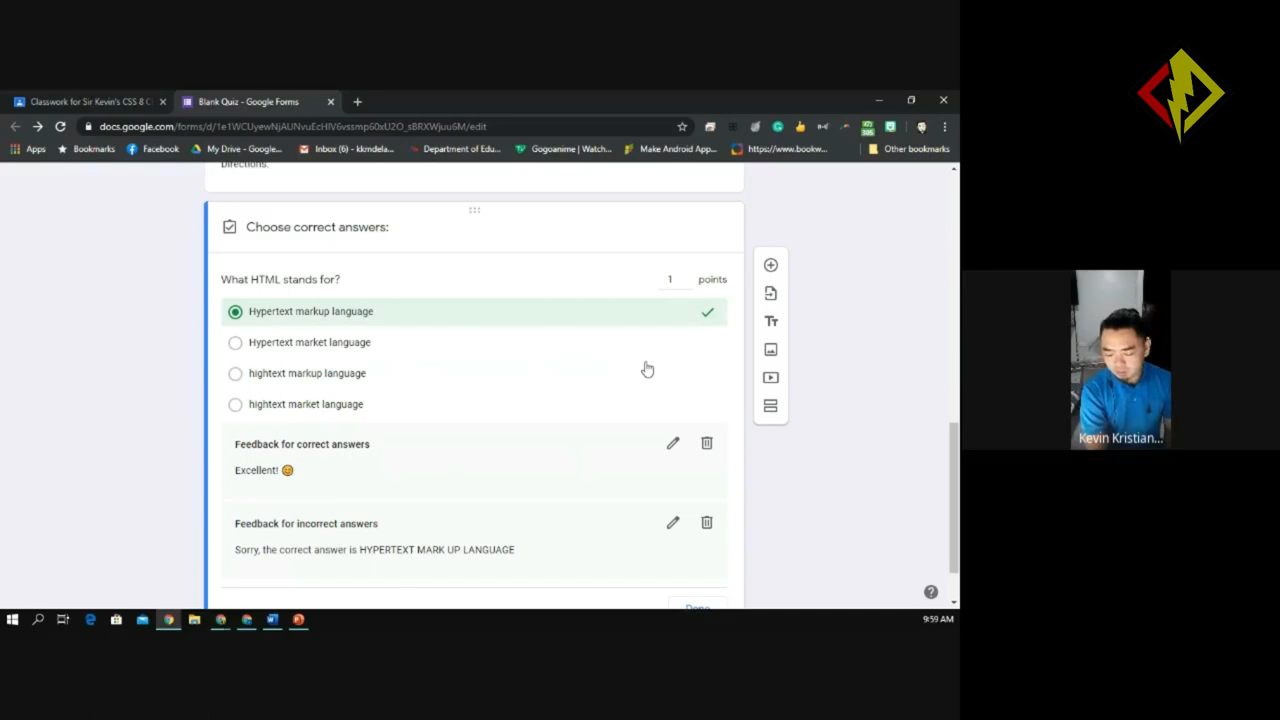 Classwork for Sir Kevin's CSS 8 C
Blank Quiz - Google Forms
docs.google.com/forms/d/1e1WCUyewNjAUNvuEcHIV6vssmp60xU2O_sBRXWjuu6M/edit
Apps Bookmarks Facebook My Drive - Google... Inbox (6) - kkmdela... Department of Edu... Gogoanime | Watch... Make Android App... https://www.bookw... Other bookmarks
Directions.
Choose correct answers:
What HTML stands for? 1 points
Hypertext markup language
Hypertext market language
hightext markup language
hightext market language
Feedback for correct answers
Excellent! 😊
Feedback for incorrect answers
Sorry, the correct answer is HYPERTEXT MARK UP LANGUAGE
Done
9:59 AM
Kevin Kristian...